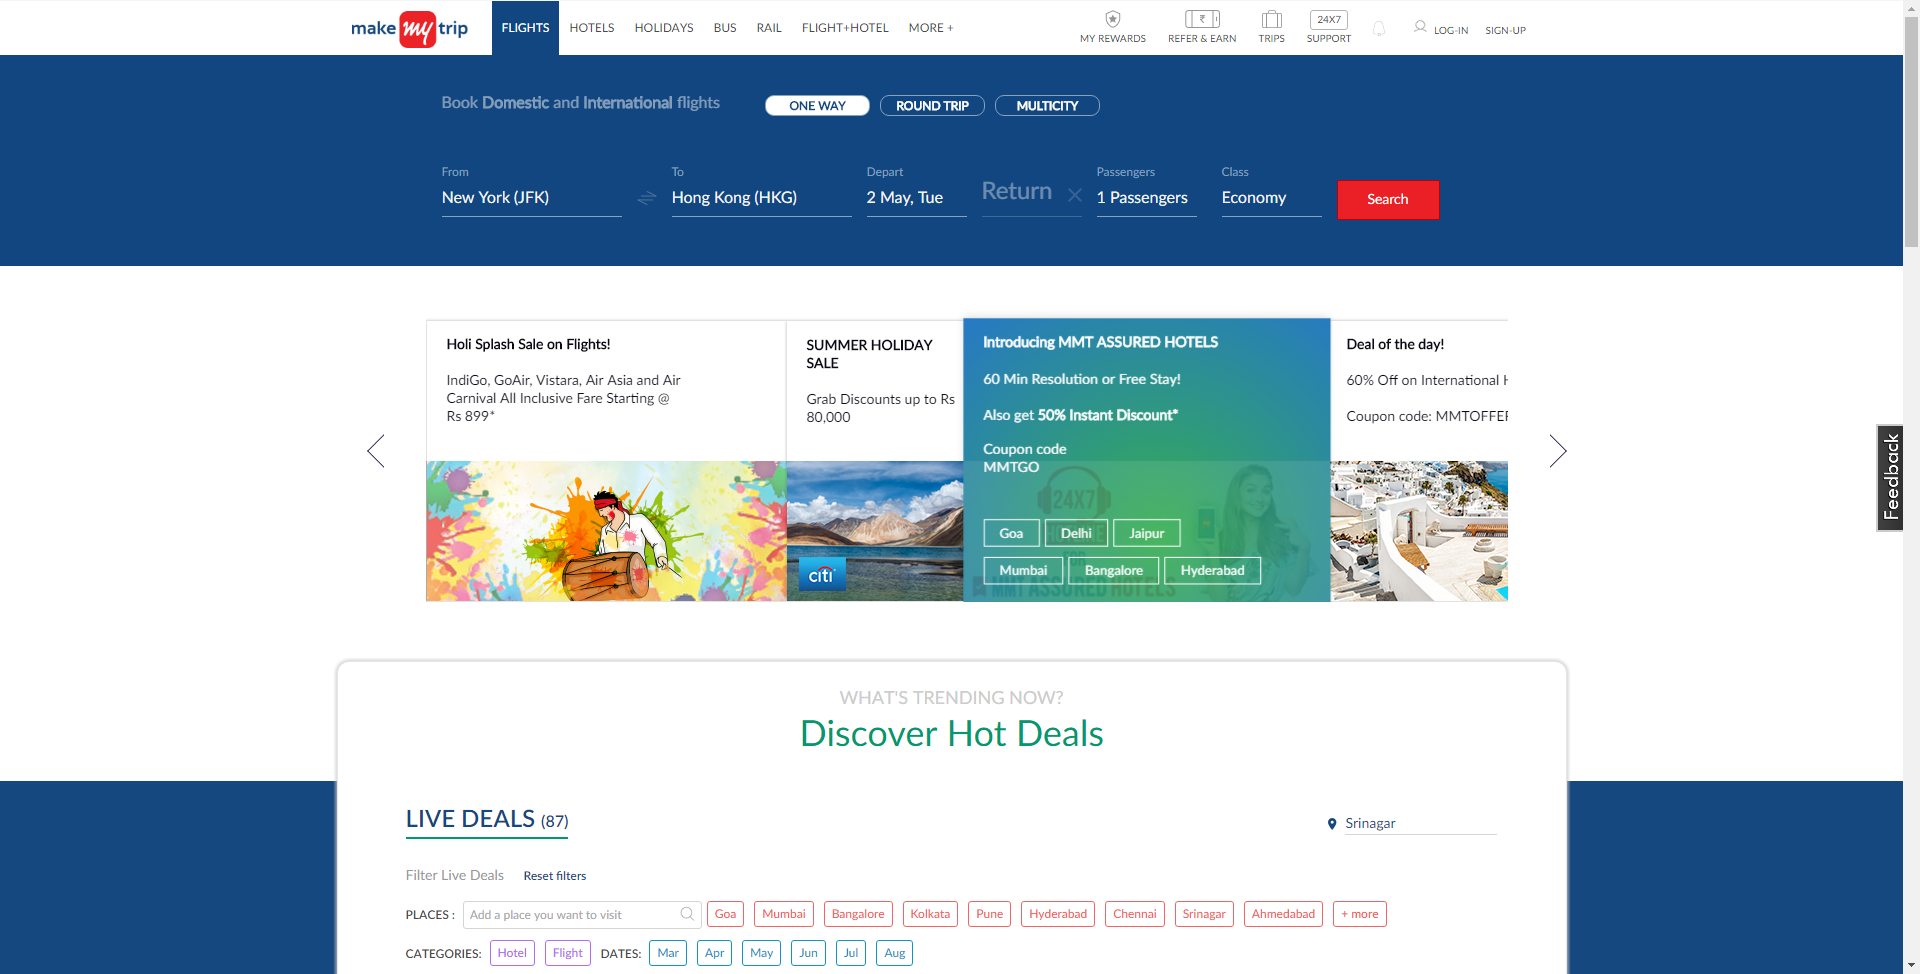 make my trip
FLIGHTS HOTELS HOLIDAYS BUS RAIL FLIGHT+HOTEL MORE +
MY REWARDS REFER & EARN TRIPS 24X7 SUPPORT LOG-IN SIGN-UP
Book Domestic and International flights
ONE WAY ROUND TRIP MULTICITY
From To Depart Passengers Class
New York (JFK) Hong Kong (HKG) 2 May, Tue Return 1 Passengers Economy Search
Holi Splash Sale on Flights!
IndiGo, GoAir, Vistara, Air Asia and Air
Carnival All Inclusive Fare Starting @
Rs 899*
SUMMER HOLIDAY
SALE
Grab Discounts up to Rs
80,000
citi
Introducing MMT ASSURED HOTELS
60 Min Resolution or Free Stay!
Also get 50% Instant Discount*
Coupon code
MMTGO
24X7
Goa Delhi Jaipur
FOR
Mumbai Bangalore Hyderabad
MMT ASSURED HOTELS
Deal of the day!
60% Off on International
Coupon code: MMTOFFER
Feedback
WHAT'S TRENDING NOW?
Discover Hot Deals
LIVE DEALS (87)
Srinagar
Filter Live Deals Reset filters
PLACES : Add a place you want to visit Goa Mumbai Bangalore Kolkata Pune Hyderabad Chennai Srinagar Ahmedabad + more
CATEGORIES: Hotel Flight DATES: Mar Apr May Jun Jul Aug